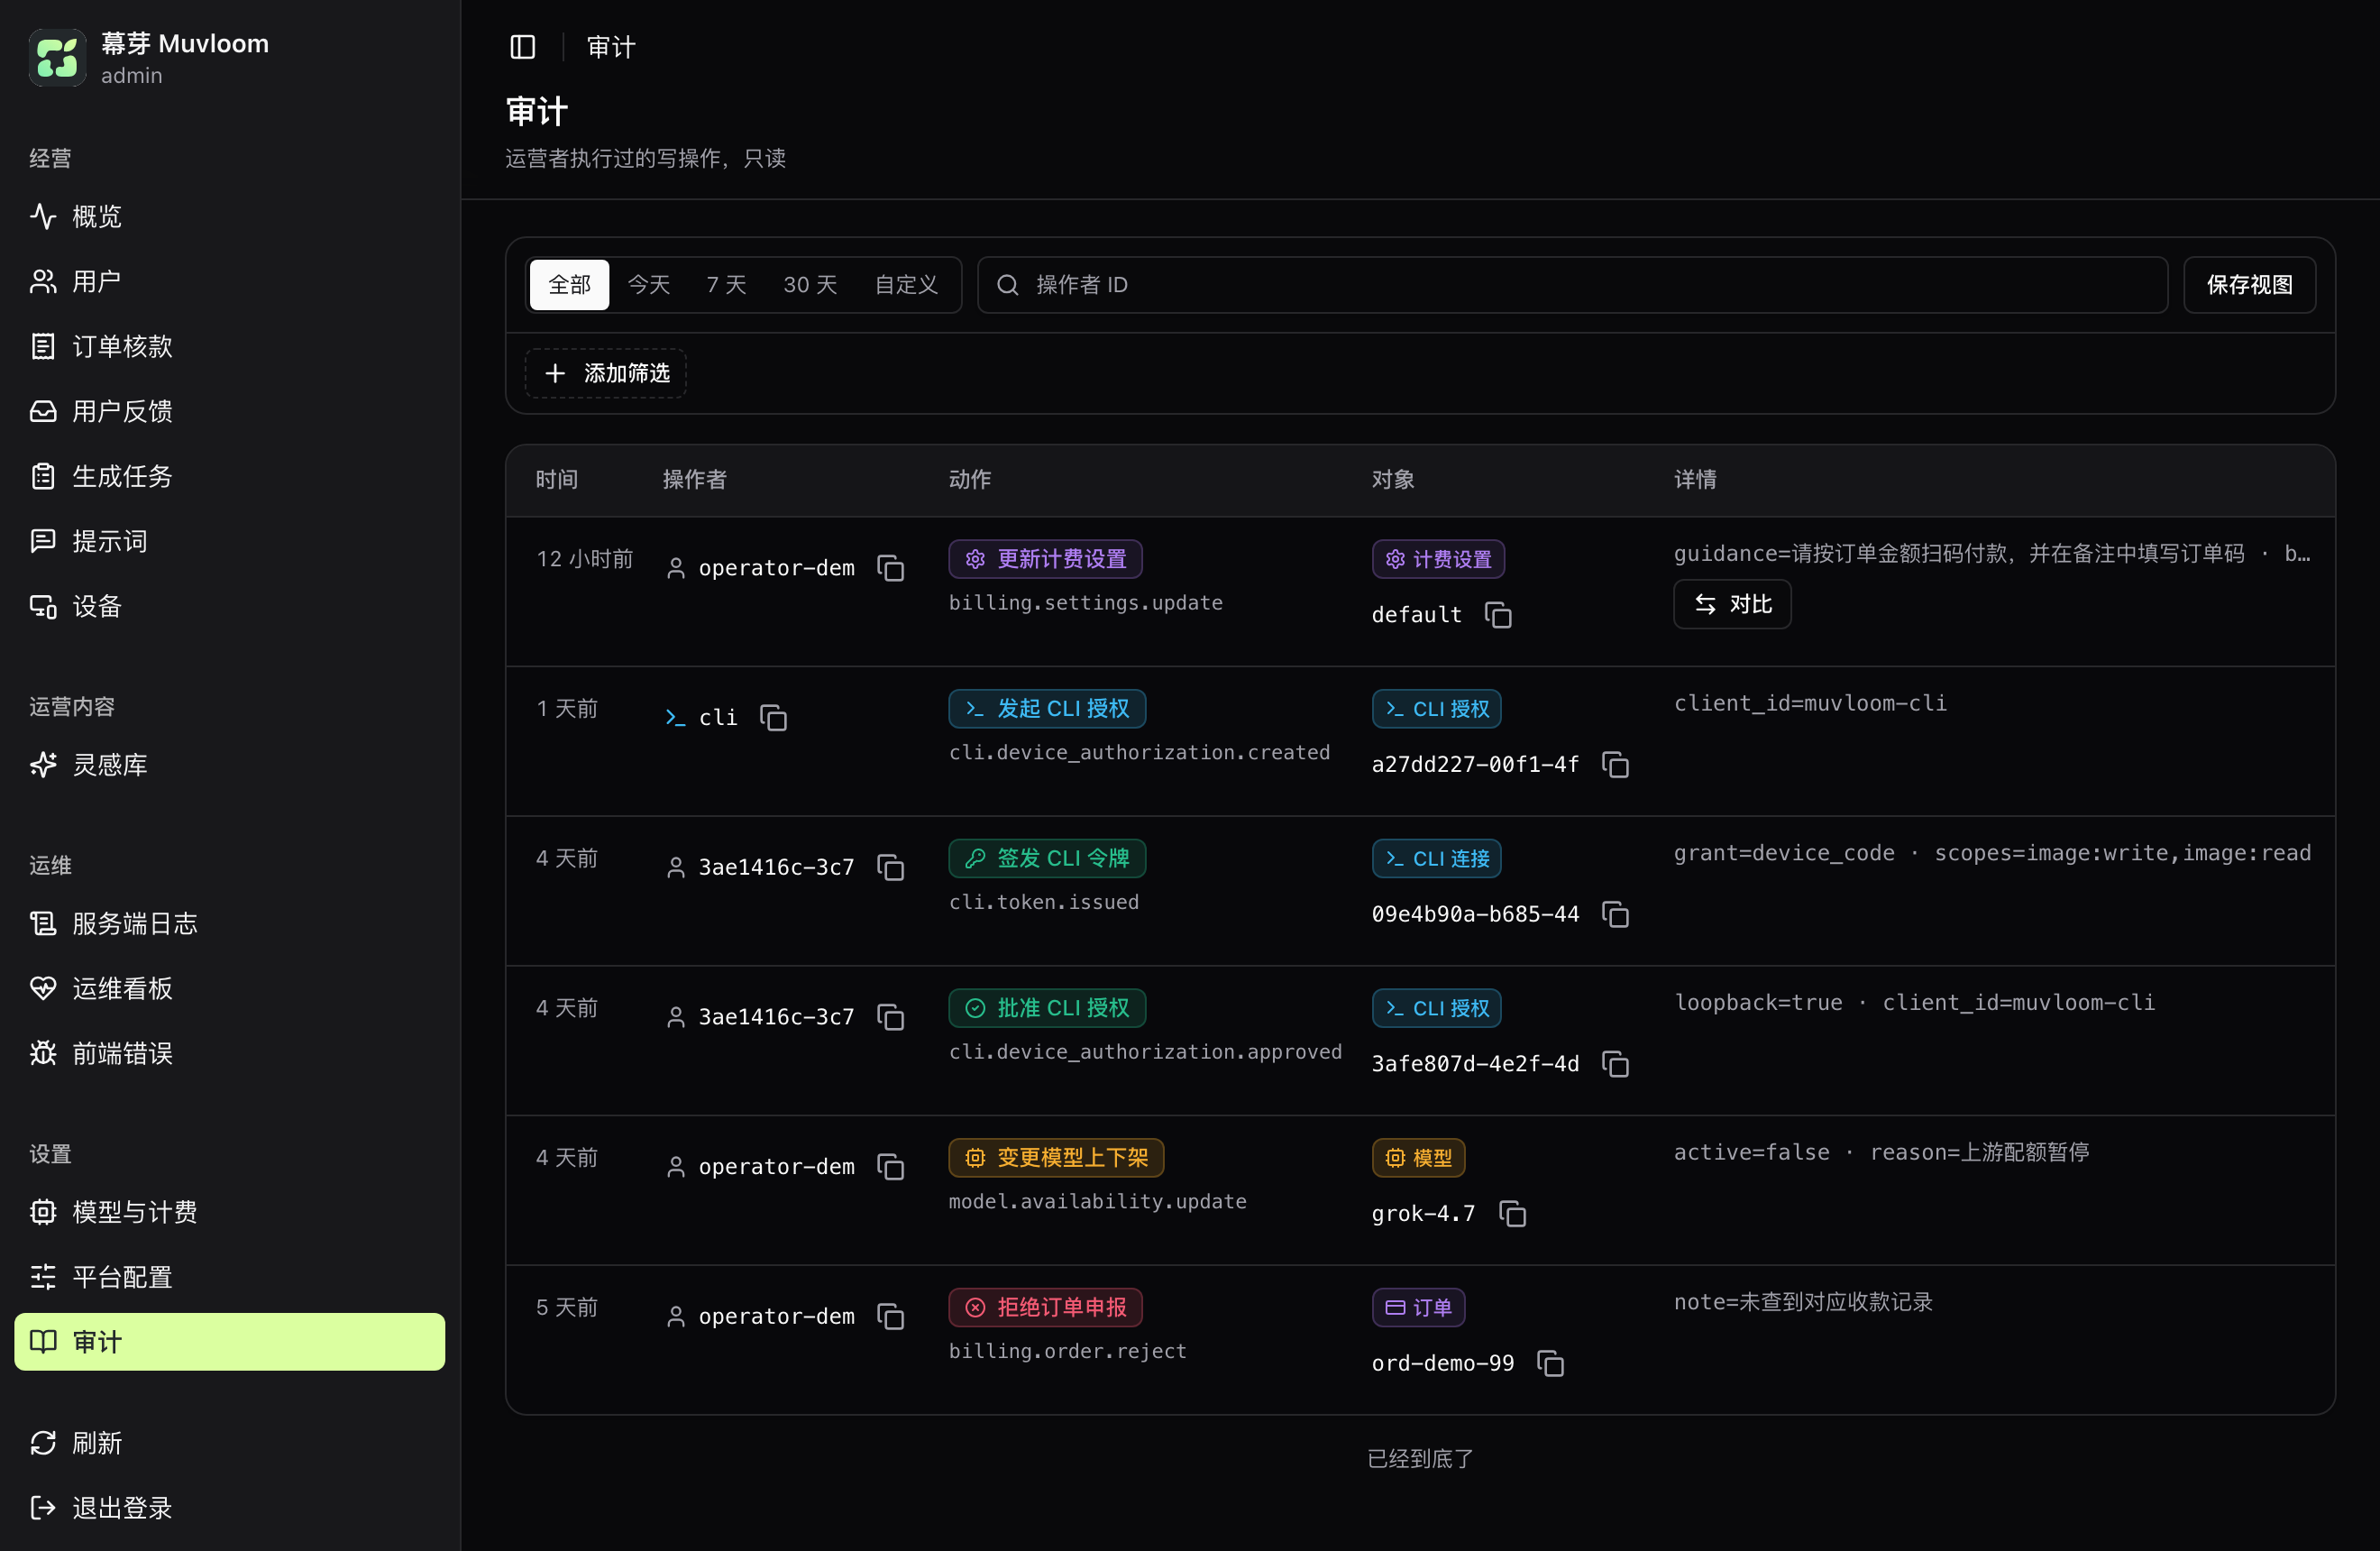 幕芽 Muvloom
admin
经营
概览
用户
订单核款
用户反馈
生成任务
提示词
设备
运营内容
灵感库
运维
服务端日志
运维看板
前端错误
设置
模型与计费
平台配置
审计
刷新
退出登录
审计
审计
运营者执行过的写操作，只读
全部 今天 7 天 30 天 自定义 操作者 ID 保存视图
添加筛选
时间 操作者 动作 对象 详情
12 小时前 operator-dem 更新计费设置 计费设置 guidance=请按订单金额扫码付款，并在备注中填写订单码 · b…
billing.settings.update default 对比
1 天前 cli 发起 CLI 授权 CLI 授权 client_id=muvloom-cli
cli.device_authorization.created a27dd227-00f1-4f
4 天前 3ae1416c-3c7 签发 CLI 令牌 CLI 连接 grant=device_code · scopes=image:write,image:read
cli.token.issued 09e4b90a-b685-44
4 天前 3ae1416c-3c7 批准 CLI 授权 CLI 授权 loopback=true · client_id=muvloom-cli
cli.device_authorization.approved 3afe807d-4e2f-4d
4 天前 operator-dem 变更模型上下架 模型 active=false · reason=上游配额暂停
model.availability.update grok-4.7
5 天前 operator-dem 拒绝订单申报 订单 note=未查到对应收款记录
billing.order.reject ord-demo-99
已经到底了